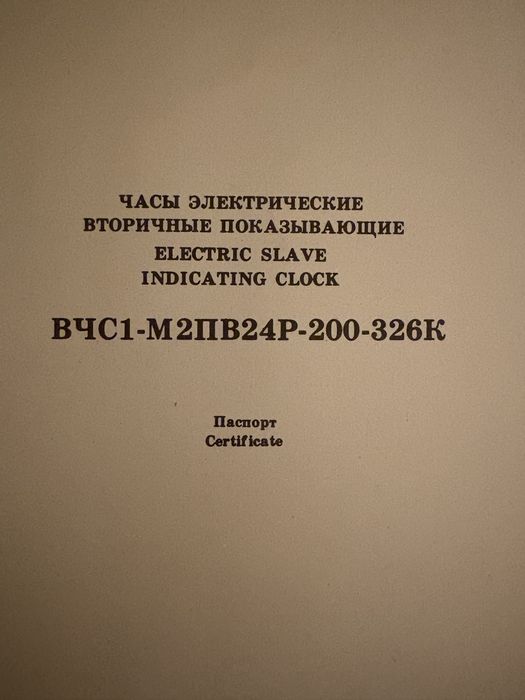 ЧАСЫ ЭЛЕКТРИЧЕСКИЕ
ВТОРИЧНЫЕ ПОКАЗЫВАЮЩИЕ
ELECTRIC SLAVE
INDICATING CLOCK
ВЧС1-М2ПВ24Р-200-326К
Паспорт
Certificate